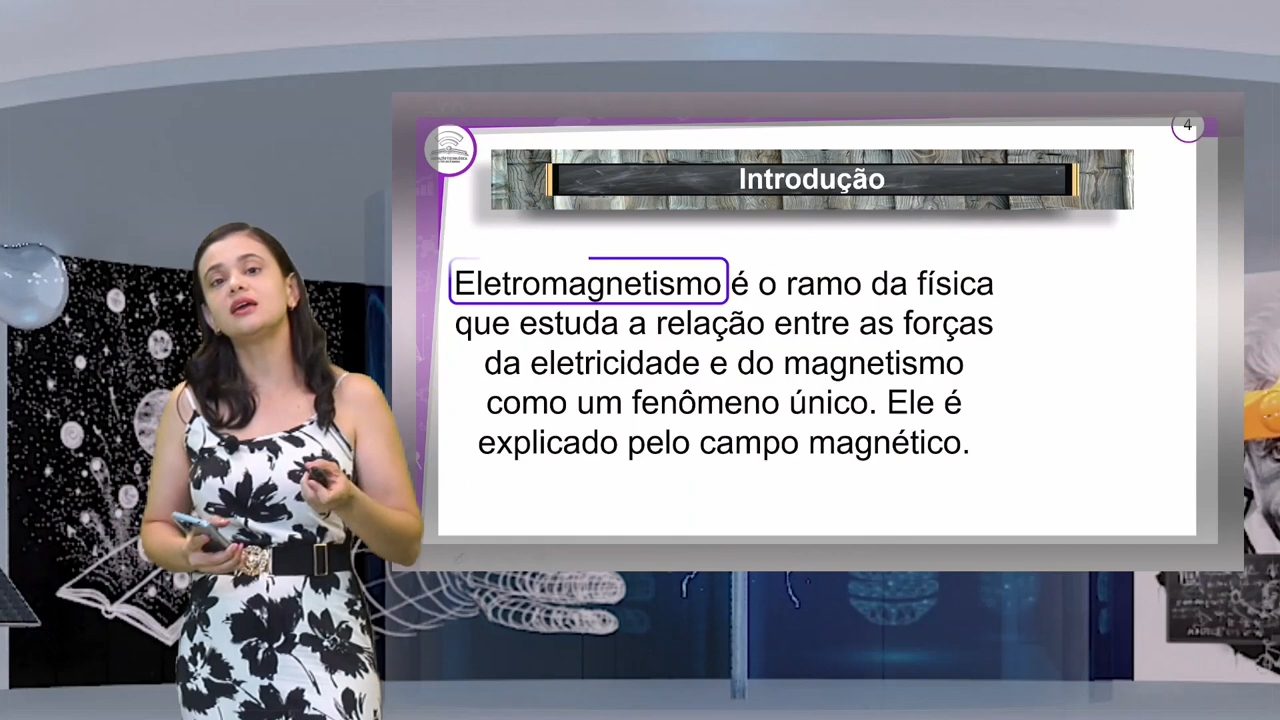 4
Introdução
Eletromagnetismo é o ramo da física
que estuda a relação entre as forças
da eletricidade e do magnetismo
como um fenômeno único. Ele é
explicado pelo campo magnético.